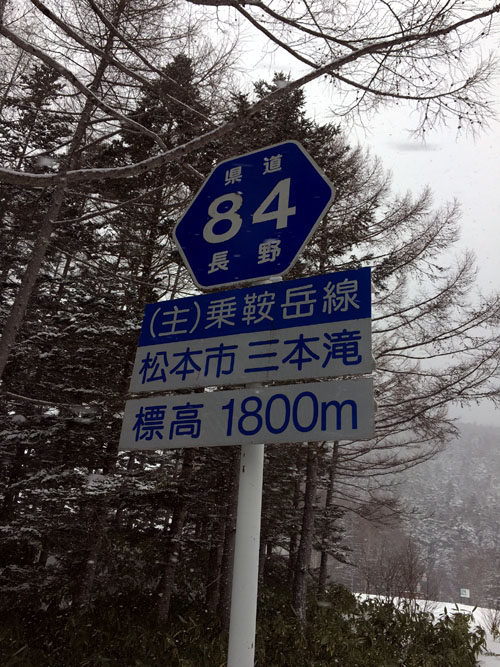 県道
84
長野
(主)乗鞍岳線
松本市三本滝
標高 1800m